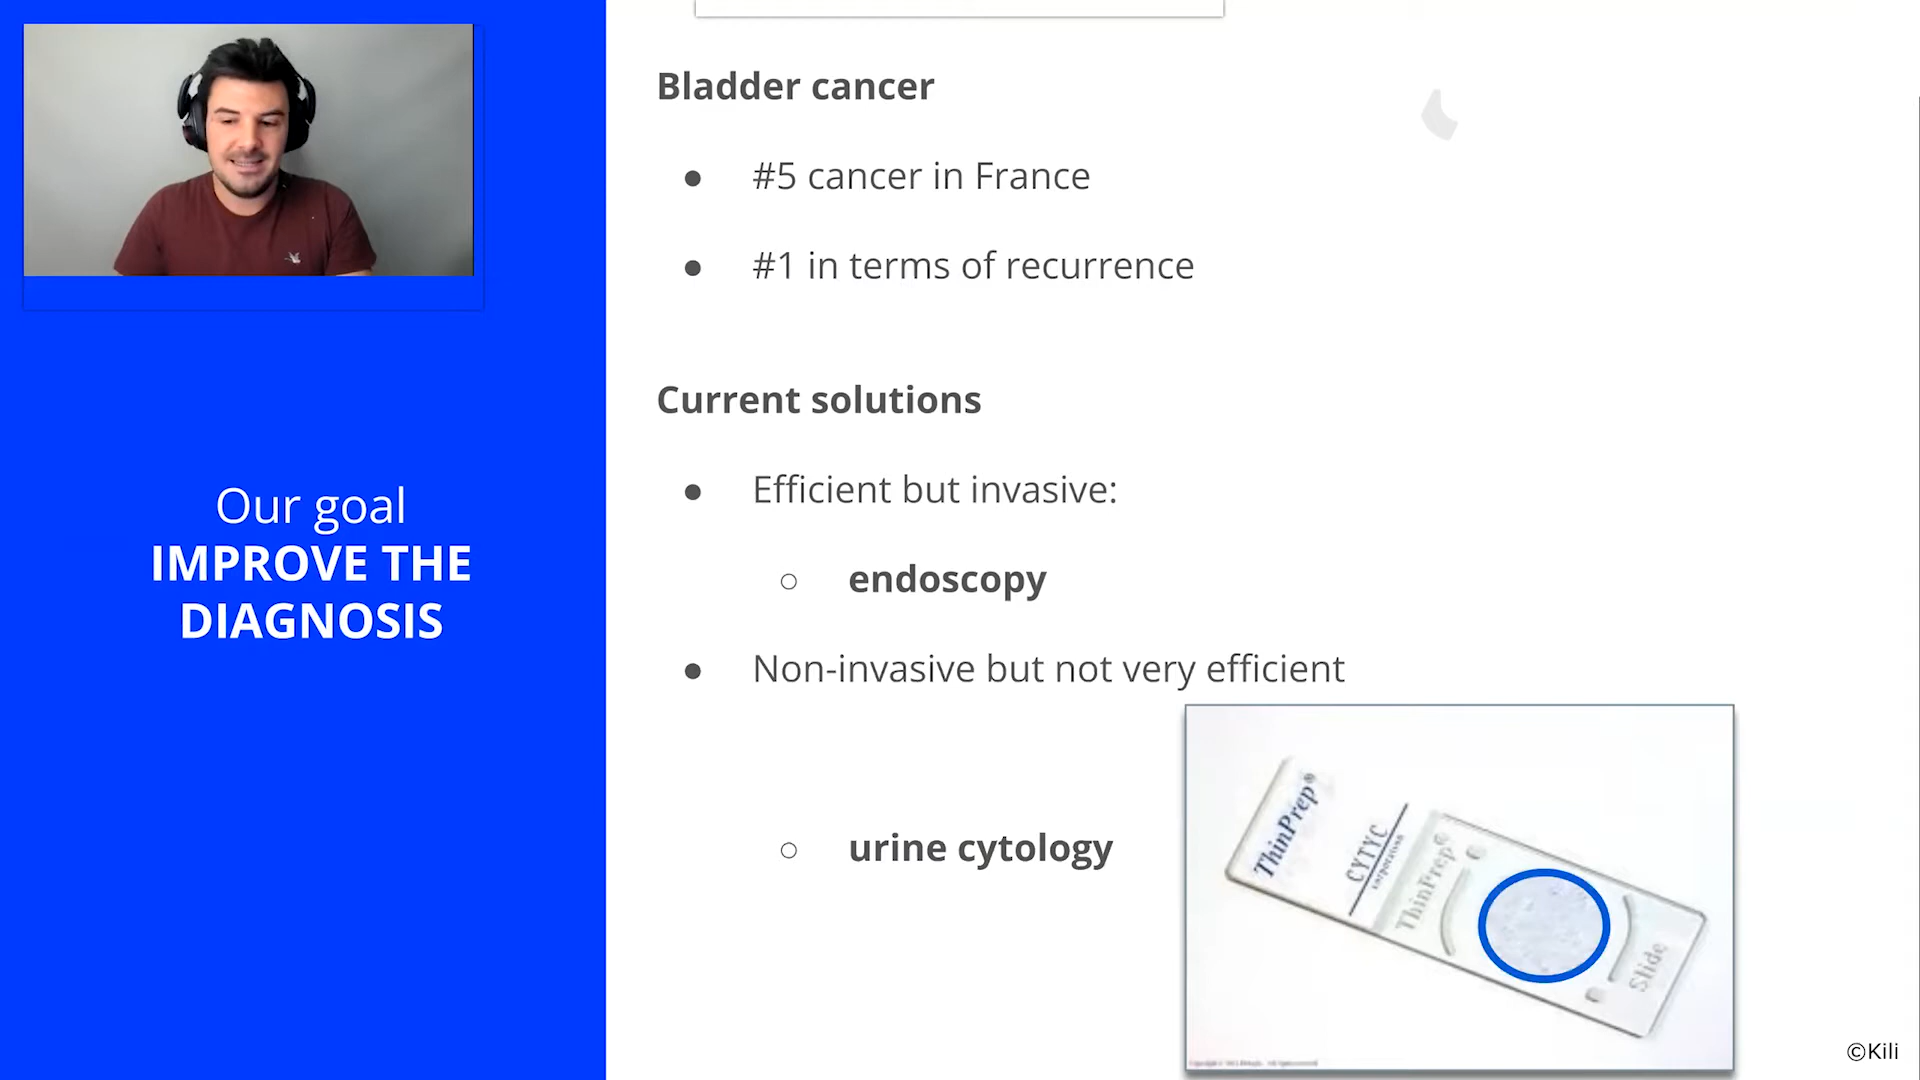 Our goal
IMPROVE THE
DIAGNOSIS
Bladder cancer
● #5 cancer in France
● #1 in terms of recurrence
Current solutions
● Efficient but invasive:
○ endoscopy
● Non-invasive but not very efficient
○ urine cytology
ThinPrep®
CYTYC
corporation
ThinPrep®
Slide
©Kili